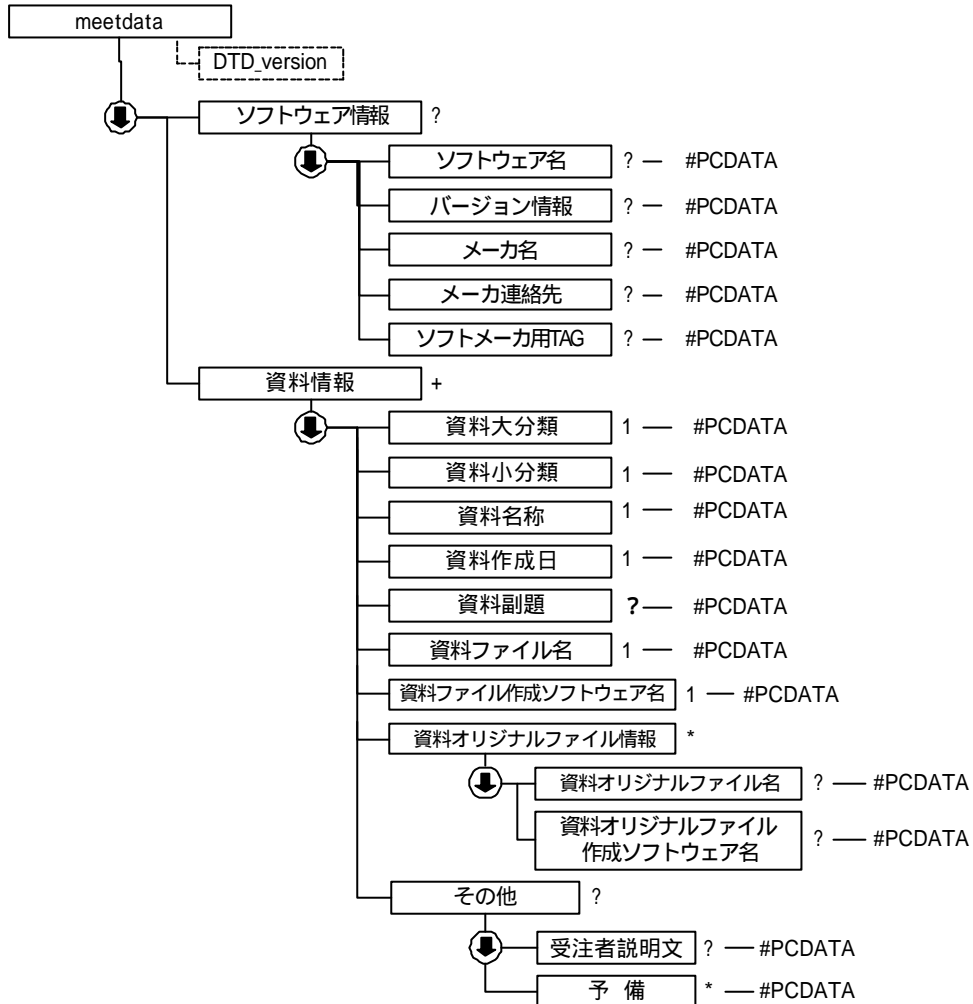 meetdata
DTD_version
ソフトウェア情報 ?
ソフトウェア名 ? — #PCDATA
バージョン情報 ? — #PCDATA
メーカ名 ? — #PCDATA
メーカ連絡先 ? — #PCDATA
ソフトメーカ用TAG ? — #PCDATA
資料情報 +
資料大分類 1 — #PCDATA
資料小分類 1 — #PCDATA
資料名称 1 — #PCDATA
資料作成日 1 — #PCDATA
資料副題 ? — #PCDATA
資料ファイル名 1 — #PCDATA
資料ファイル作成ソフトウェア名 1 — #PCDATA
資料オリジナルファイル情報 *
資料オリジナルファイル名 ? — #PCDATA
資料オリジナルファイル
作成ソフトウェア名 ? — #PCDATA
その他 ?
受注者説明文 ? — #PCDATA
予 備 * — #PCDATA